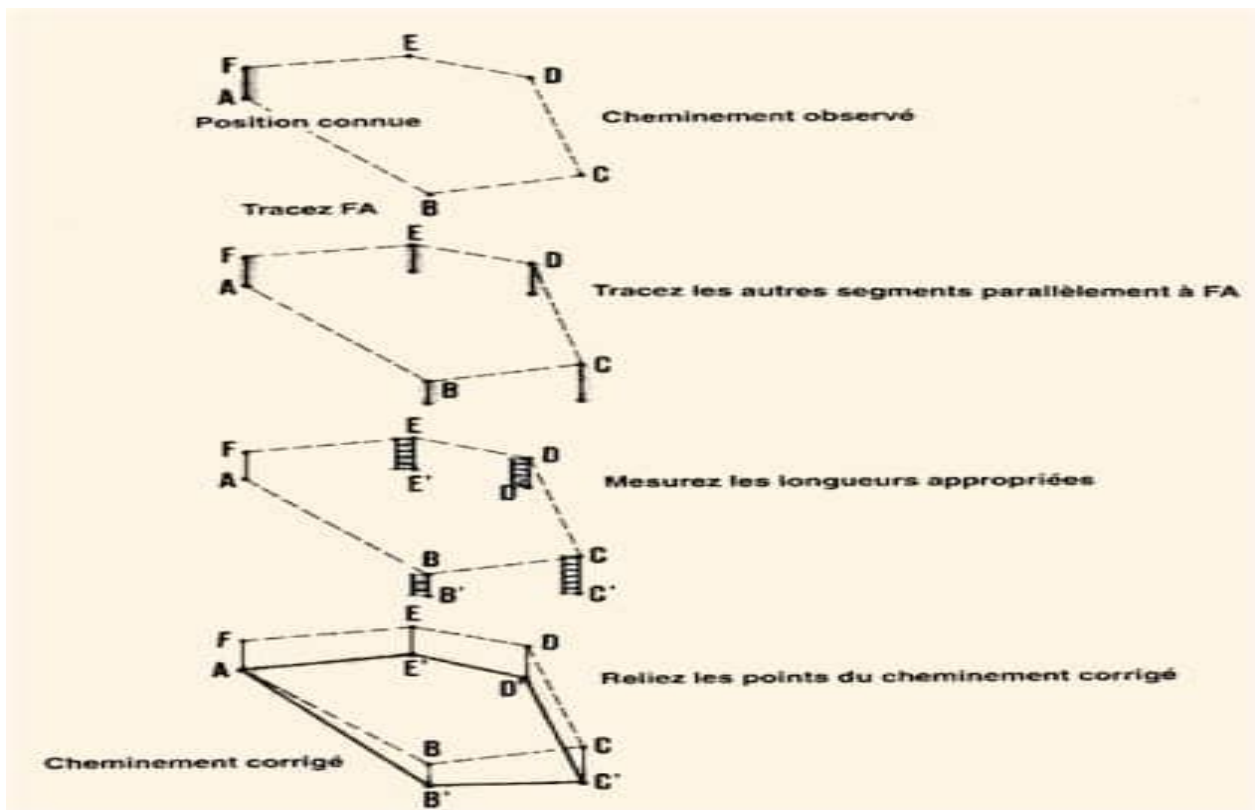 E
F
D
A
Position connue
Cheminement observé
C
B
Tracez FA
E
F
D
A
Tracez les autres segments parallèlement à FA
C
B
E
F
D
A
E'
D
Mesurez les longueurs appropriées
B
C
B'
C'
E
F
D
A
E'
D'
Reliez les points du cheminement corrigé
B
C
Cheminement corrigé
C'
B'